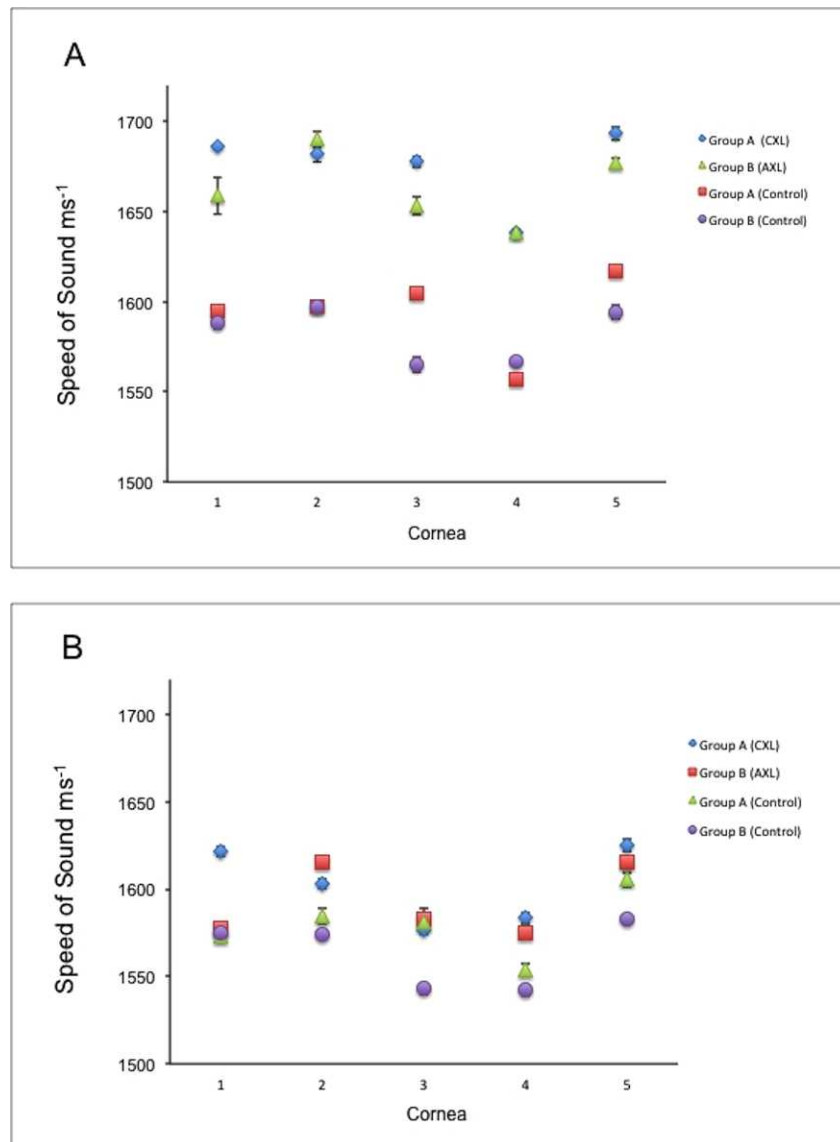 A
Speed of Sound ms-1
1700
1650
1600
1550
1500
1
2
3
4
5
Cornea
Group A (CXL)
Group B (AXL)
Group A (Control)
Group B (Control)
B
Speed of Sound ms-1
1700
1650
1600
1550
1500
1
2
3
4
5
Cornea
Group A (CXL)
Group B (AXL)
Group A (Control)
Group B (Control)